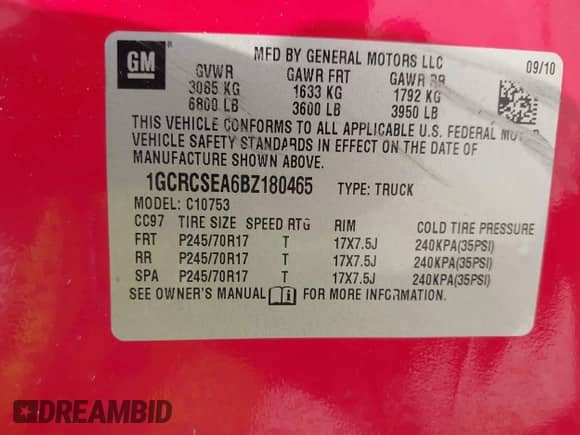 GM
MFD BY GENERAL MOTORS LLC 09/10
GVWR GAWR FRT GAWR RR
3085 KG 1633 KG 1792 KG
6800 LB 3600 LB 3950 LB
THIS VEHICLE CONFORMS TO ALL APPLICABLE U.S. FEDERAL MOTOR
VEHICLE SAFETY STANDARDS IN EFFECT ON THE DATE OF
MANUFACTURE SHOWN ABOVE.
1GCRCSEA6BZ180465 TYPE: TRUCK
MODEL: C10753
CC97 TIRE SIZE SPEED RTG RIM COLD TIRE PRESSURE
FRT P245/70R17 T 17X7.5J 240KPA(35PSI)
RR P245/70R17 T 17X7.5J 240KPA(35PSI)
SPA P245/70R17 T 17X7.5J 240KPA(35PSI)
SEE OWNER'S MANUAL FOR MORE INFORMATION.
DREAMBID